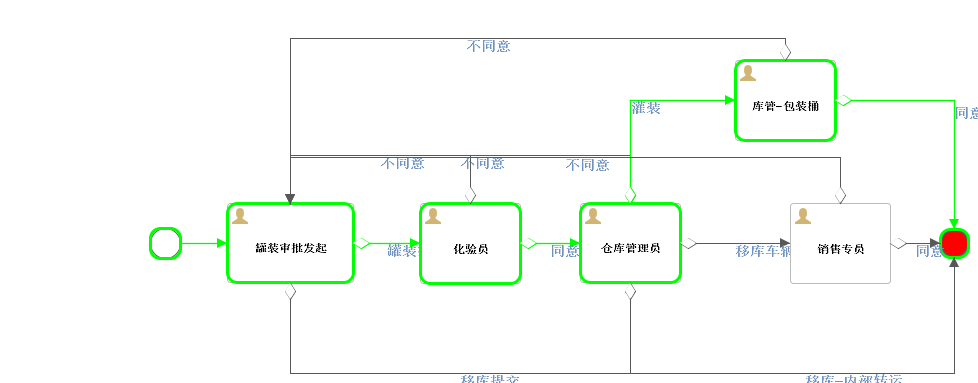 不同意
库管-包装桶
灌装
同意
不同意
不同意
不同意
罐装审批发起
罐装
化验员
同意
仓库管理员
移库车辆
销售专员
同意
移库提交
移库-内部转运